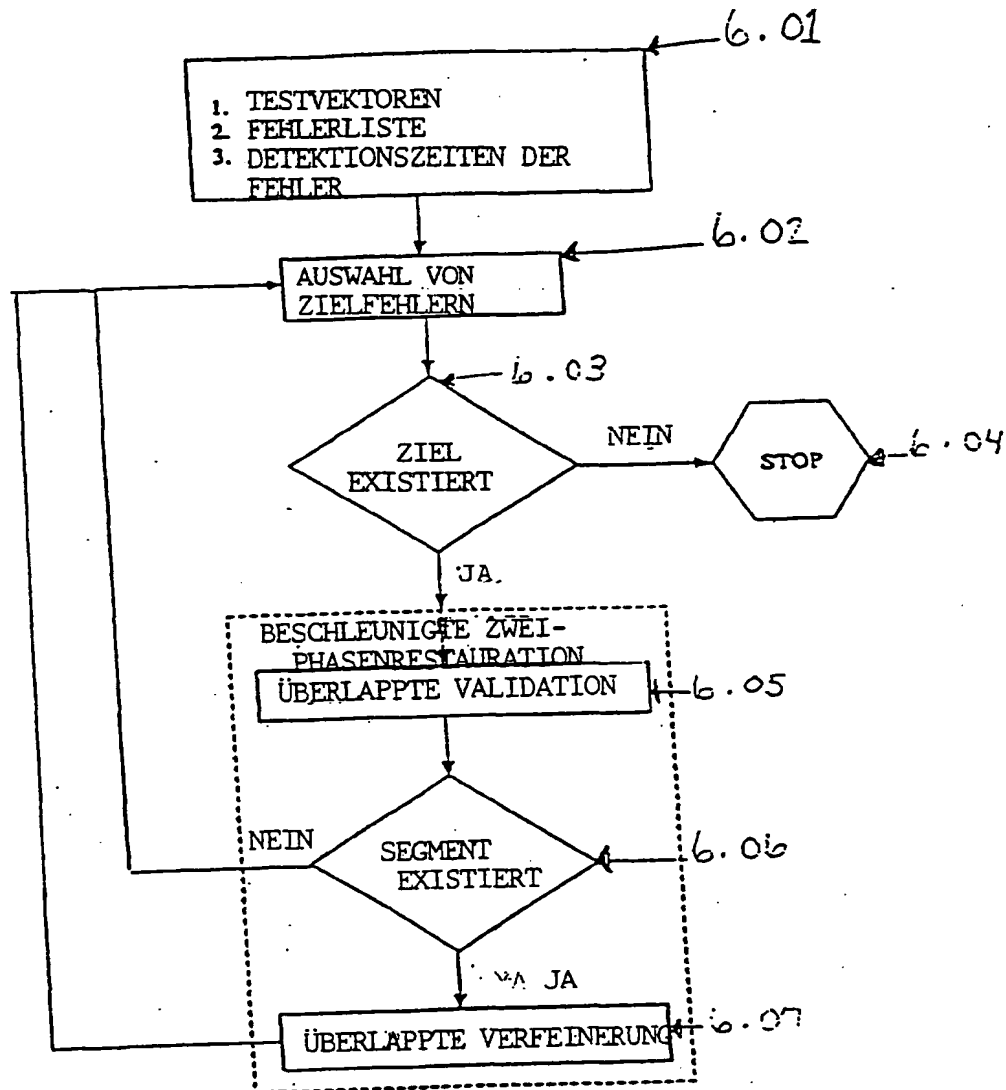 6.01
1. TESTVEKTOREN
2 FEHLERLISTE
3. DETEKTIONSZEITEN DER
FEHLER
6.02
AUSWAHL VON
ZIELFEHLERN
6.03
ZIEL
EXISTIERT
NEIN
STOP
6.04
JA.
BESCHLEUNIGTE ZWEI-
PHASENRESTAURATION
ÜBERLAPPTE VALIDATION
6.05
NEIN
SEGMENT
EXISTIERT
6.06
JA
ÜBERLAPPTE VERFEINERUNG
6.07